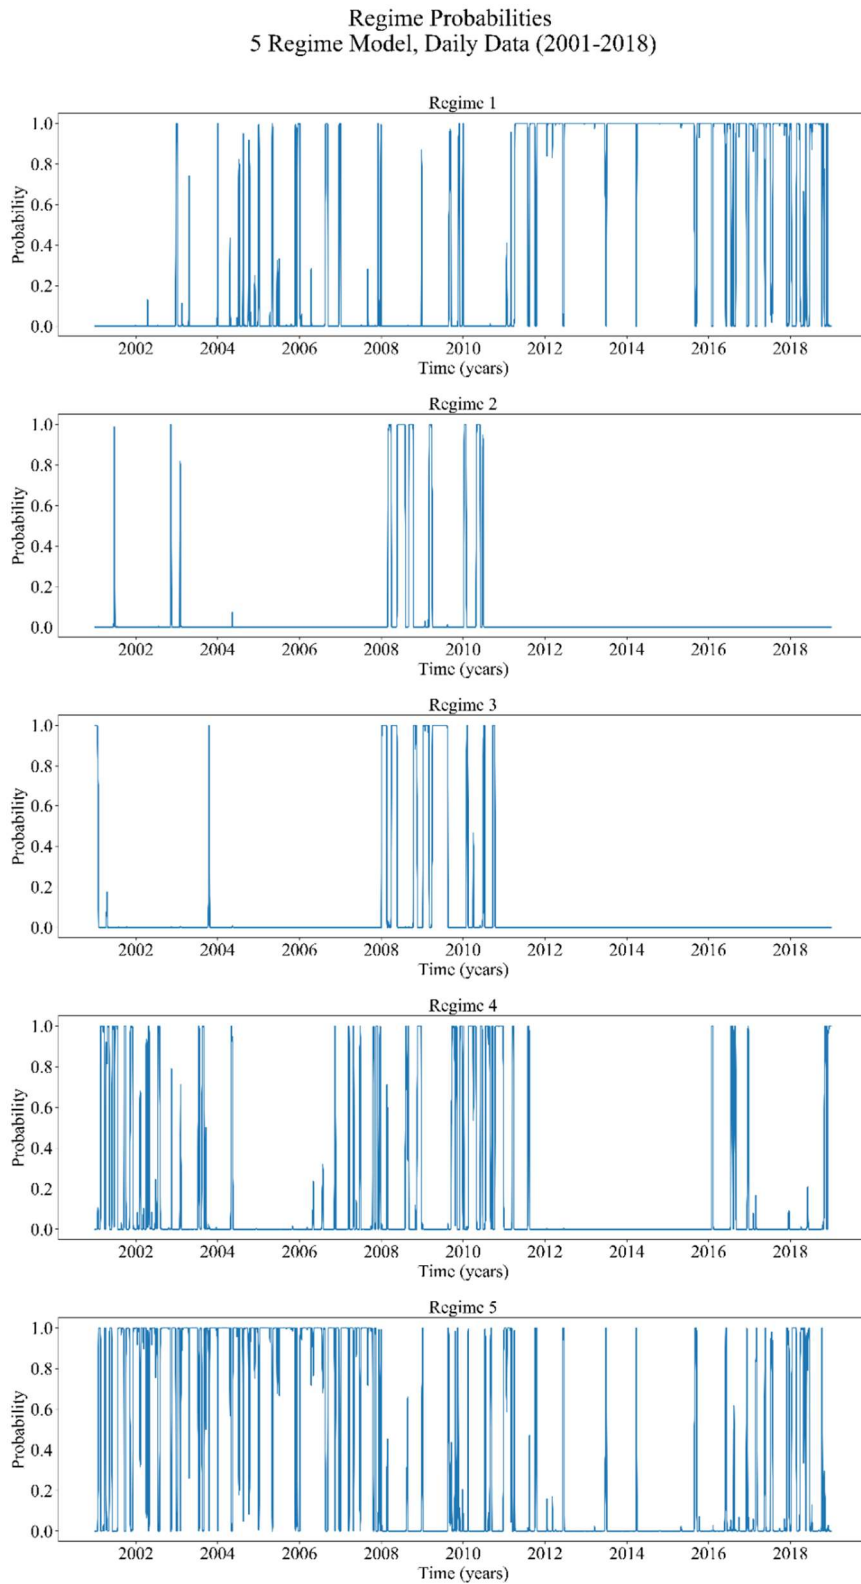 Regime Probabilities
5 Regime Model, Daily Data (2001-2018)
Regime 1
1.0
0.8
0.6
0.4
0.2
0.0
Probability
2002 2004 2006 2008 2010 2012 2014 2016 2018
Time (years)
Regime 2
1.0
0.8
0.6
0.4
0.2
0.0
Probability
2002 2004 2006 2008 2010 2012 2014 2016 2018
Time (years)
Regime 3
1.0
0.8
0.6
0.4
0.2
0.0
Probability
2002 2004 2006 2008 2010 2012 2014 2016 2018
Time (years)
Regime 4
1.0
0.8
0.6
0.4
0.2
0.0
Probability
2002 2004 2006 2008 2010 2012 2014 2016 2018
Time (years)
Regime 5
1.0
0.8
0.6
0.4
0.2
0.0
Probability
2002 2004 2006 2008 2010 2012 2014 2016 2018
Time (years)